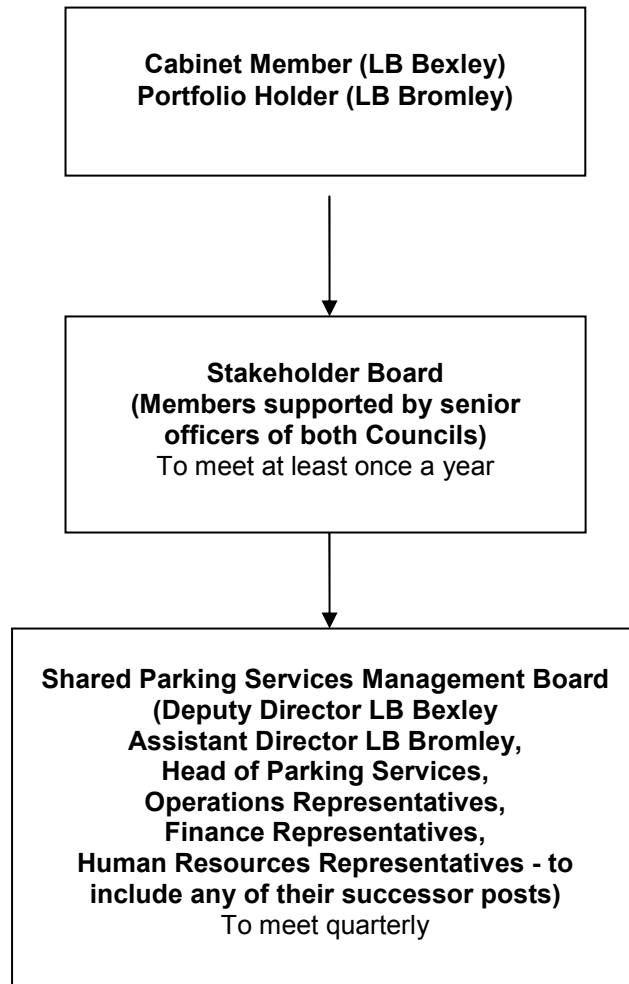 Cabinet Member (LB Bexley)
Portfolio Holder (LB Bromley)
Stakeholder Board
(Members supported by senior
officers of both Councils)
To meet at least once a year
Shared Parking Services Management Board
(Deputy Director LB Bexley
Assistant Director LB Bromley,
Head of Parking Services,
Operations Representatives,
Finance Representatives,
Human Resources Representatives - to
include any of their successor posts)
To meet quarterly